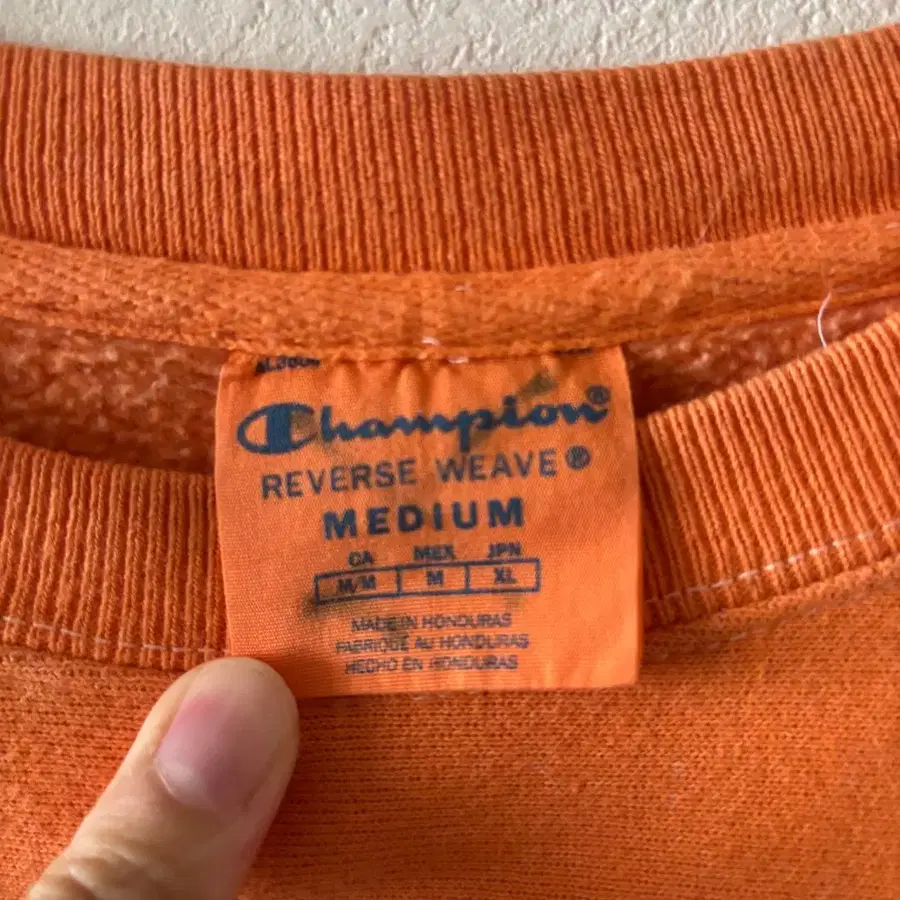 Champion®
REVERSE WEAVE®
MEDIUM
CA MEX JPN
M/M M XL
MADE IN HONDURAS
FABRIQUÉ AU HONDURAS
HECHO EN HONDURAS